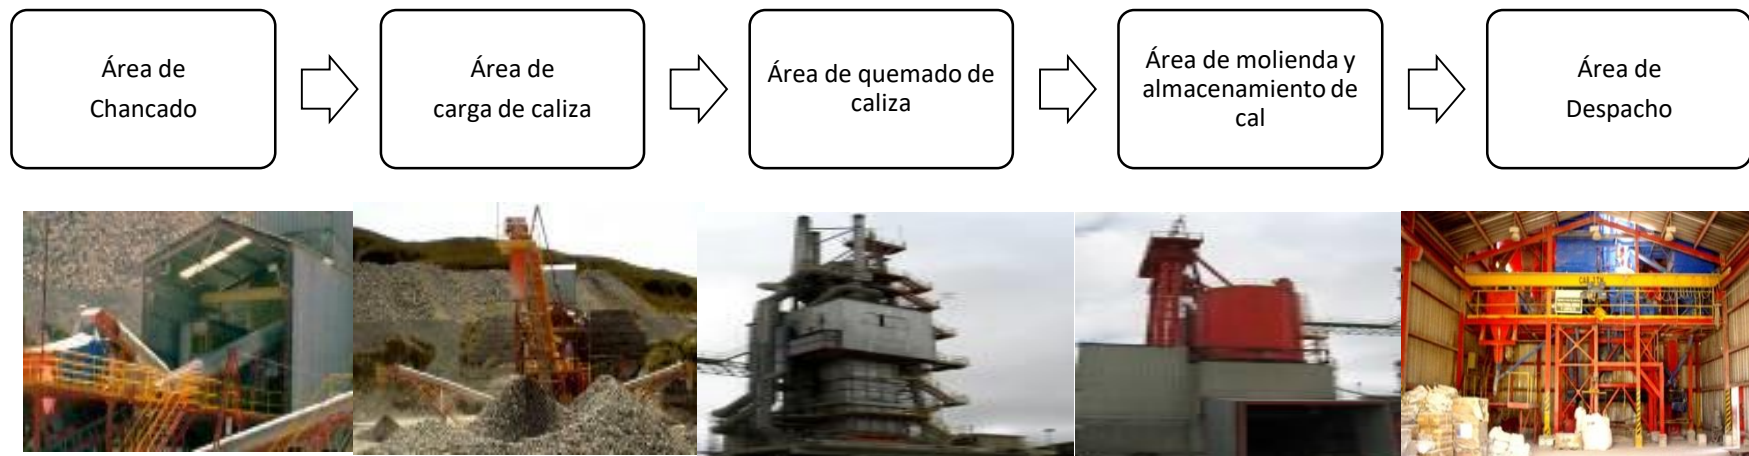 Área de
Chancado
Área de
carga de caliza
Área de quemado de
caliza
Área de molienda y
almacenamiento de
cal
Área de
Despacho